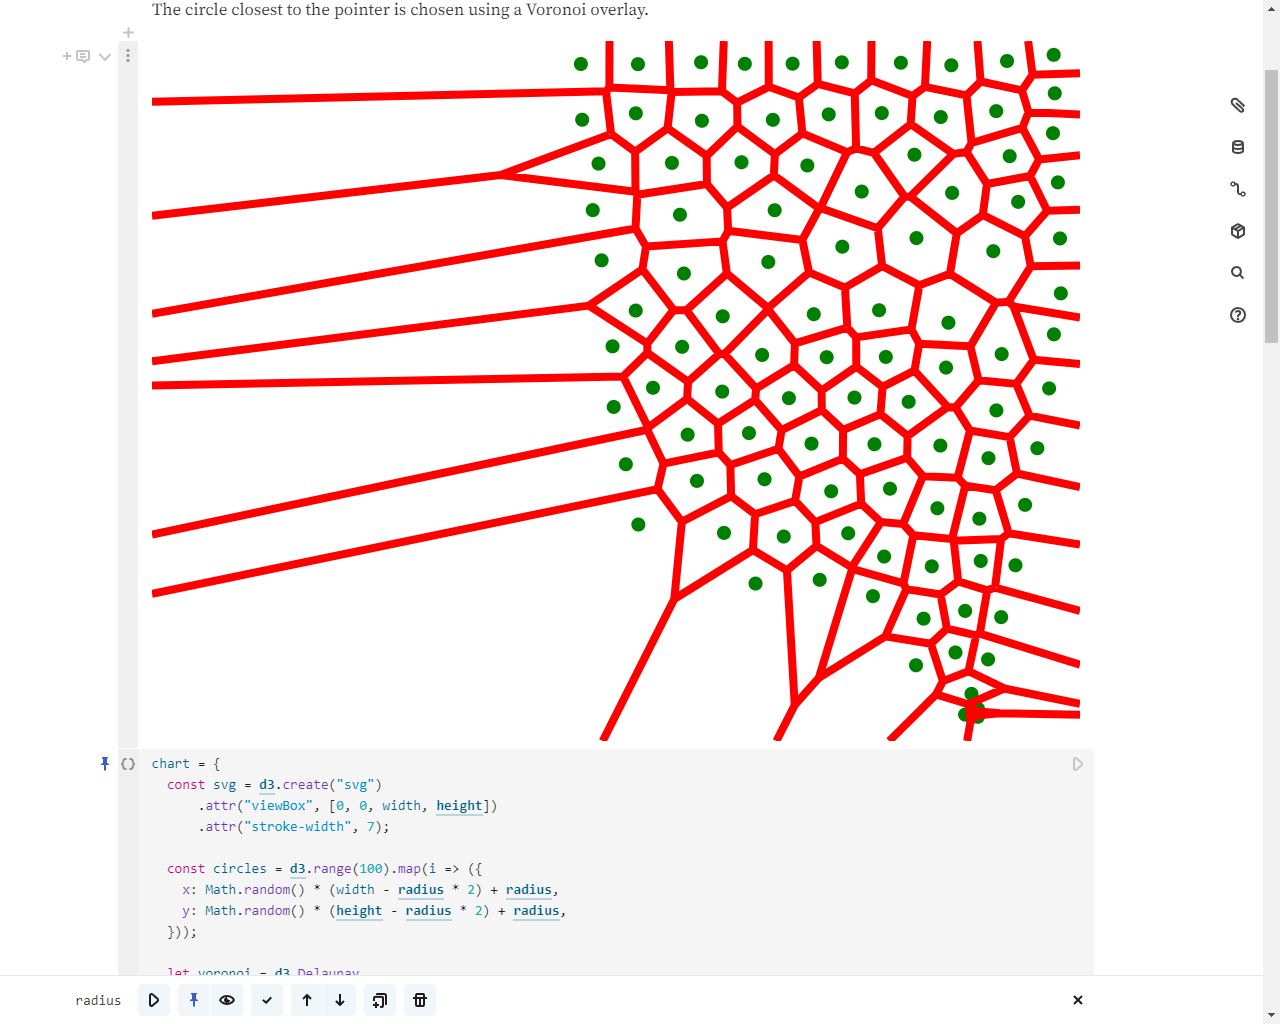 The circle closest to the pointer is chosen using a Voronoi overlay.
chart = {
const svg = d3.create("svg")
.attr("viewBox", [0, 0, width, height])
.attr("stroke-width", 7);
const circles = d3.range(100).map(i => ({
x: Math.random() * (width - radius * 2) + radius,
y: Math.random() * (height - radius * 2) + radius,
}));
let voronoi = d3.Delaunay
radius